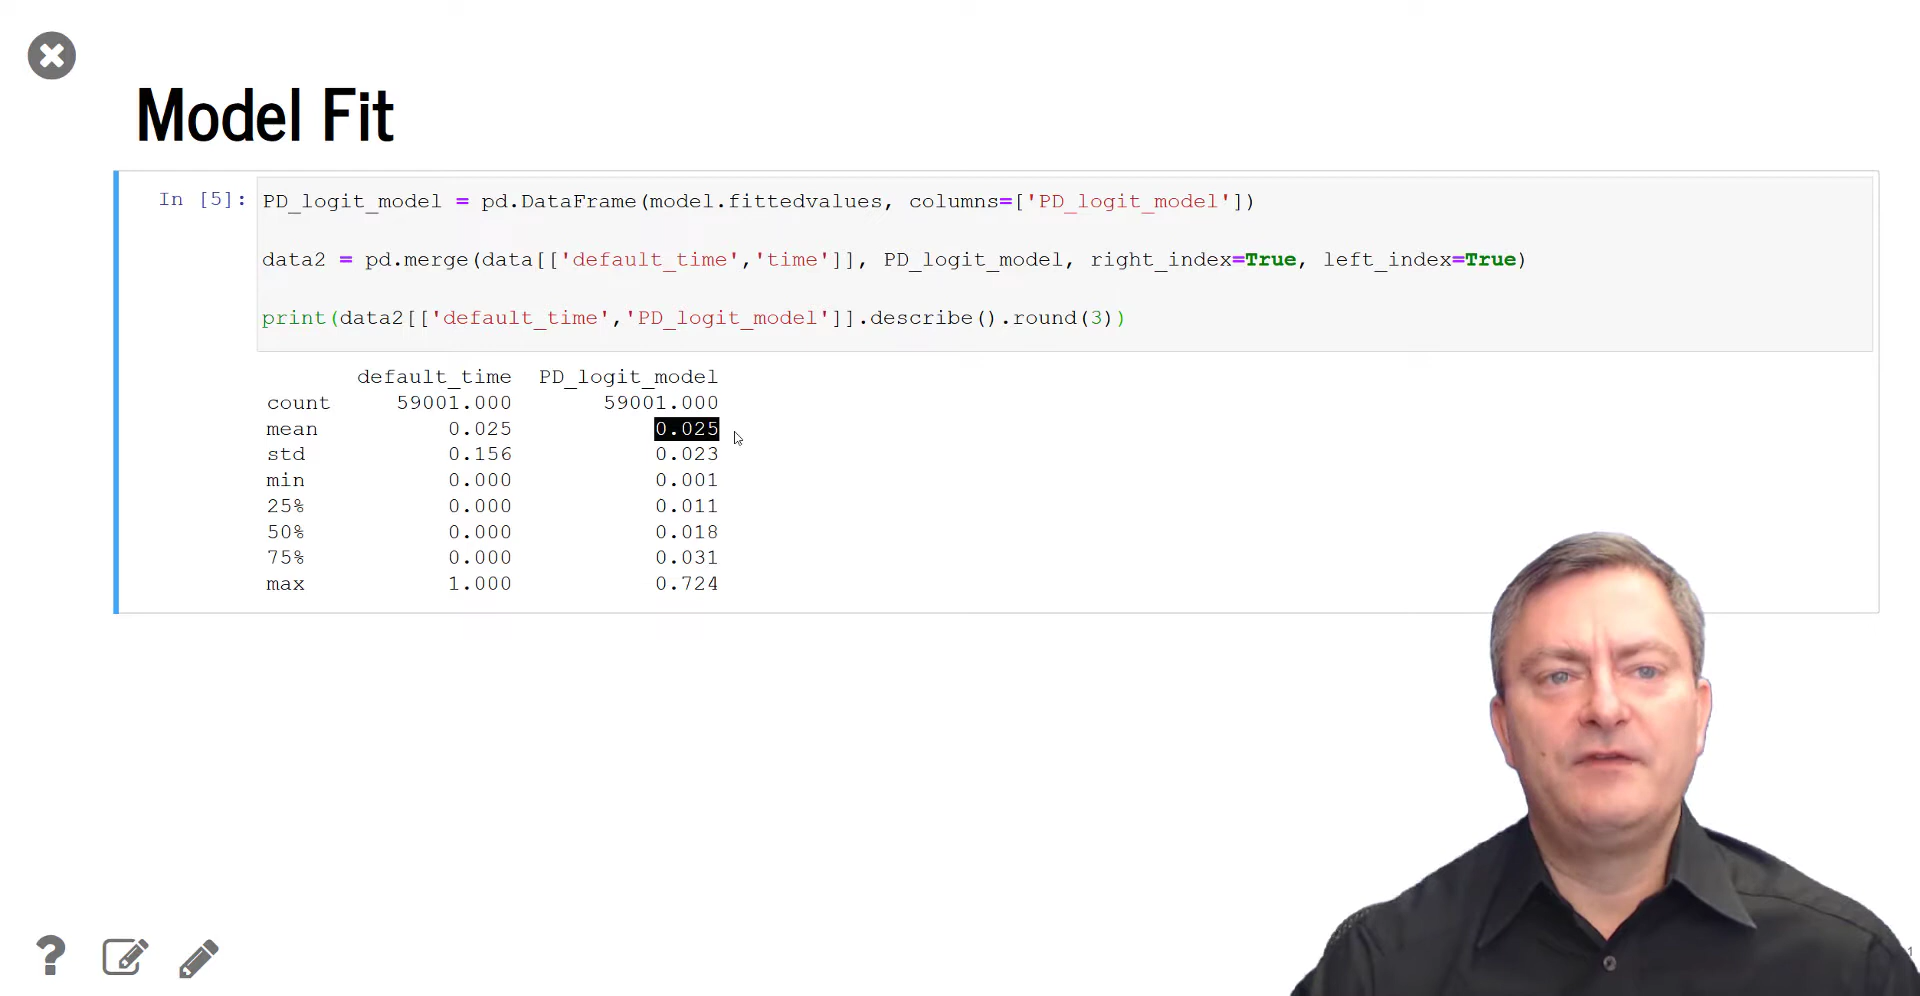 Model Fit
In [5]: PD_logit_model = pd.DataFrame(model.fittedvalues, columns=['PD_logit_model'])
data2 = pd.merge(data[['default_time','time']], PD_logit_model, right_index=True, left_index=True)
print(data2[['default_time','PD_logit_model']].describe().round(3))
default_time PD_logit_model
count 59001.000 59001.000
mean 0.025 0.025
std 0.156 0.023
min 0.000 0.001
25% 0.000 0.011
50% 0.000 0.018
75% 0.000 0.031
max 1.000 0.724
?